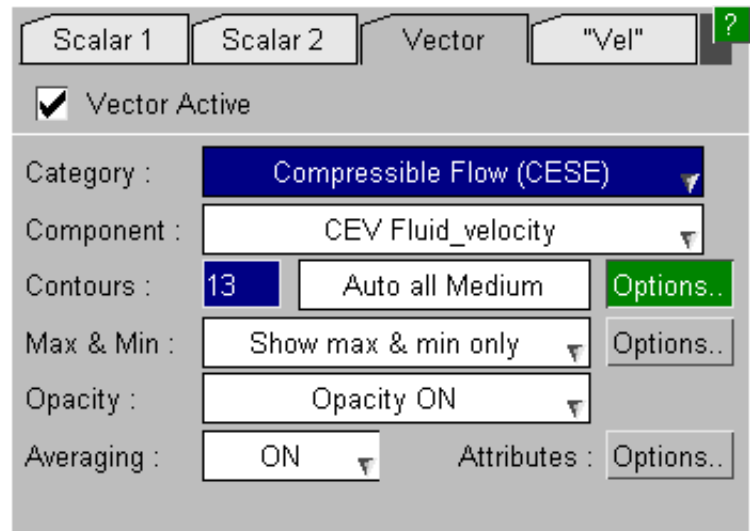 Scalar 1 Scalar 2 Vector "Vel" ?
Vector Active
Category : Compressible Flow (CESE)
Component : CEV Fluid_velocity
Contours : 13 Auto all Medium Options..
Max & Min : Show max & min only Options..
Opacity : Opacity ON
Averaging : ON Attributes : Options..